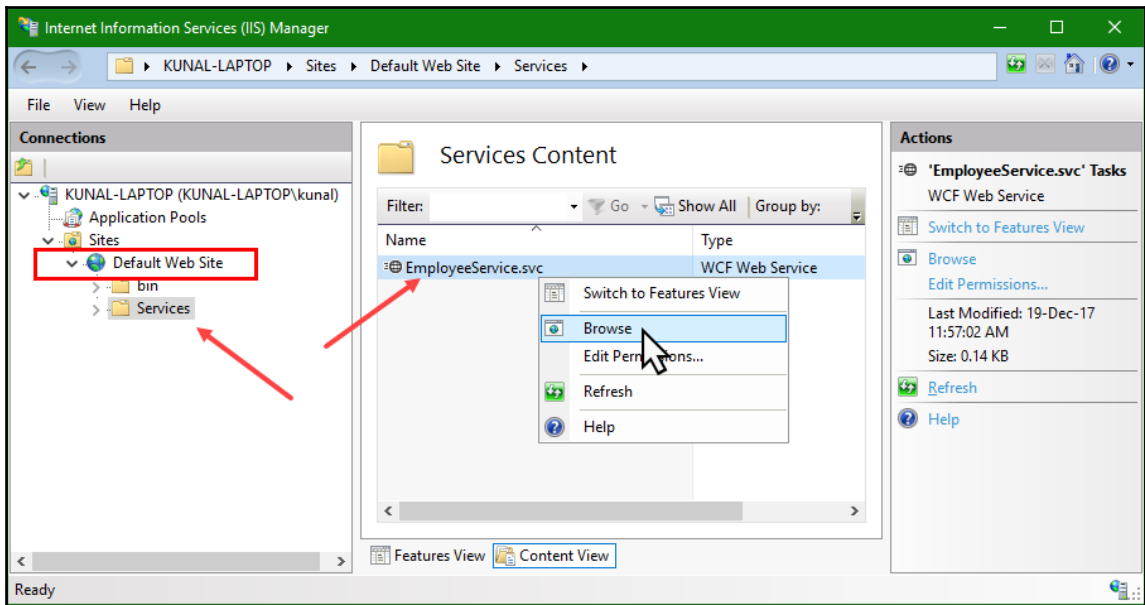 Internet Information Services (IIS) Manager
KUNAL-LAPTOP Sites Default Web Site Services
File View Help
Connections
KUNAL-LAPTOP (KUNAL-LAPTOP\kunal)
Application Pools
Sites
Default Web Site
bin
Services
Services Content
Filter: Go Show All Group by:
Name Type
EmployeeService.svc WCF Web Service
Switch to Features View
Browse
Edit Permissions...
Refresh
Help
Features View Content View
Actions
'EmployeeService.svc' Tasks
WCF Web Service
Switch to Features View
Browse
Edit Permissions...
Last Modified: 19-Dec-17
11:57:02 AM
Size: 0.14 KB
Refresh
Help
Ready